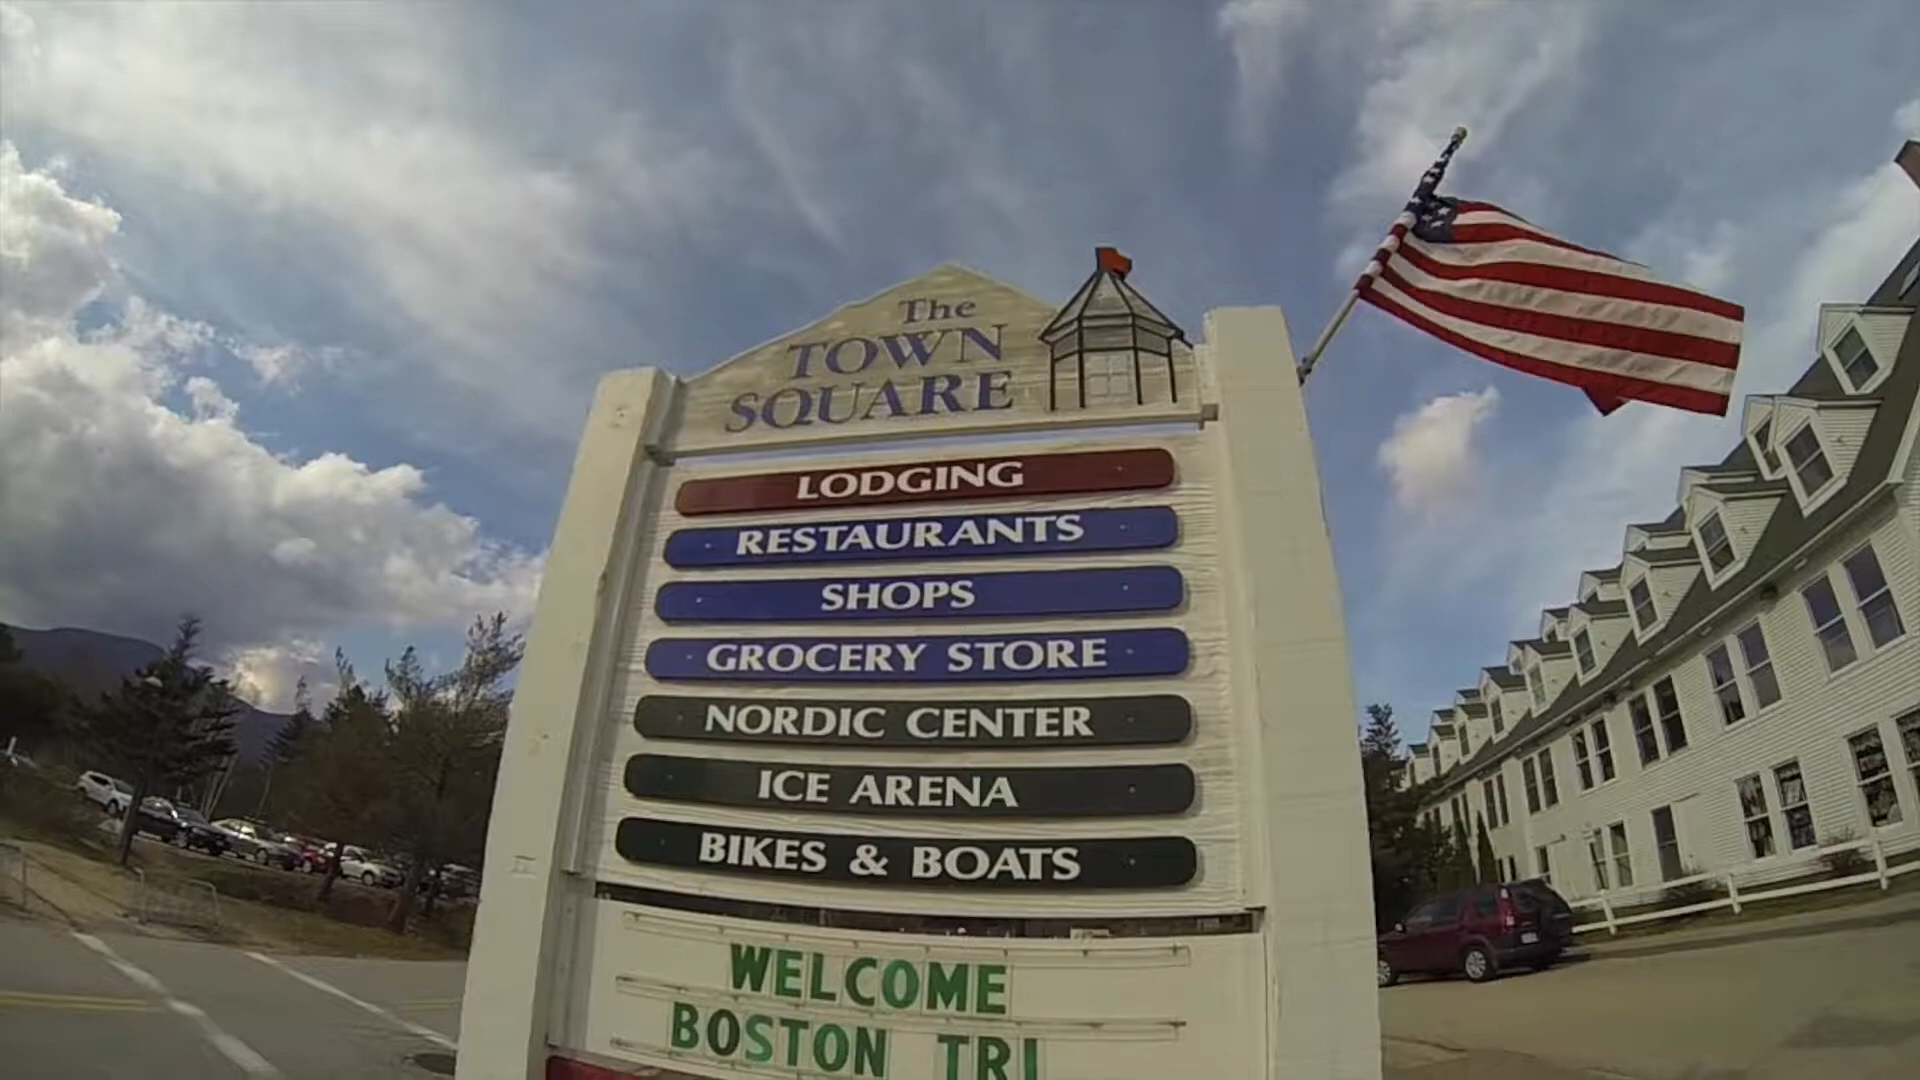 The
TOWN
SQUARE
LODGING
RESTAURANTS
SHOPS
GROCERY STORE
NORDIC CENTER
ICE ARENA
BIKES & BOATS
WELCOME
BOSTON TRI